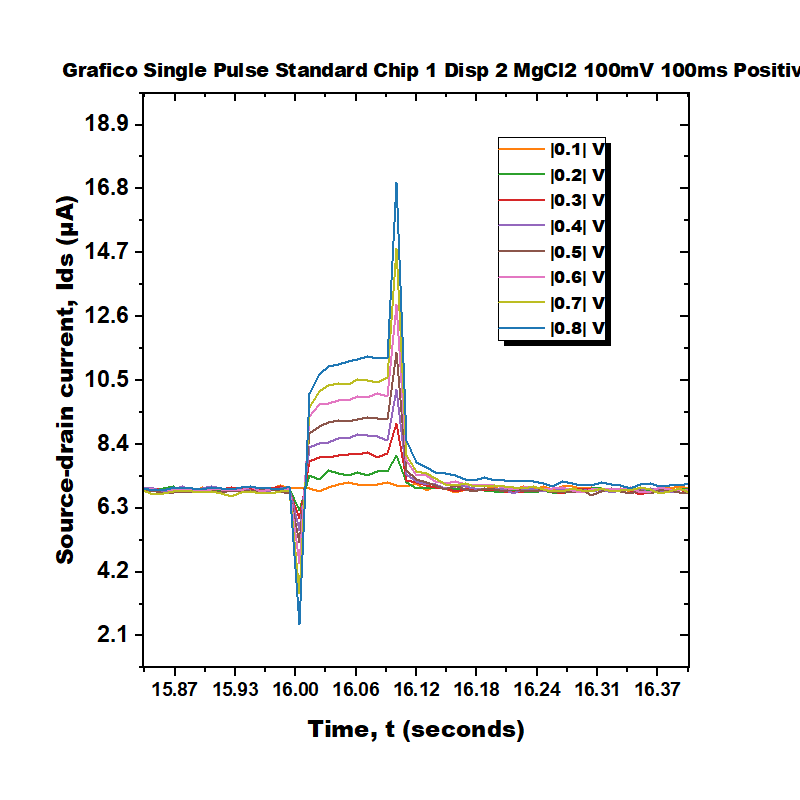 Grafico Single Pulse Standard Chip 1 Disp 2 MgCl2 100mV 100ms Positiv
18.9
16.8
14.7
12.6
10.5
8.4
6.3
4.2
2.1
Source-drain current, Ids (µA)
|0.1| V
|0.2| V
|0.3| V
|0.4| V
|0.5| V
|0.6| V
|0.7| V
|0.8| V
15.87 15.93 16.00 16.06 16.12 16.18 16.24 16.31 16.37
Time, t (seconds)